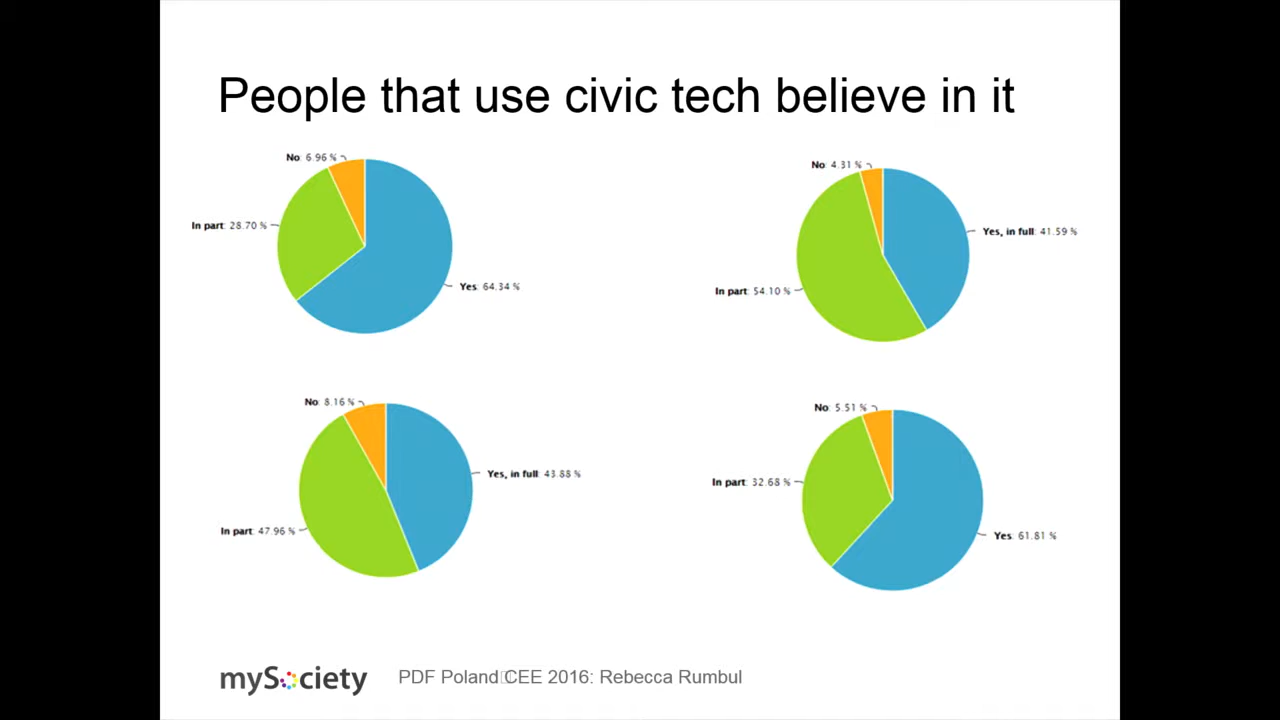 People that use civic tech believe in it
No: 6.96 %
In part: 28.70 %
Yes: 64.34 %
No: 4.31 %
Yes, in full: 41.59 %
In part: 54.10 %
No: 8.16 %
Yes, in full: 43.88 %
In part: 47.96 %
No: 5.51 %
In part: 32.68 %
Yes: 61.81 %
mySociety
PDF Poland CEE 2016: Rebecca Rumbul